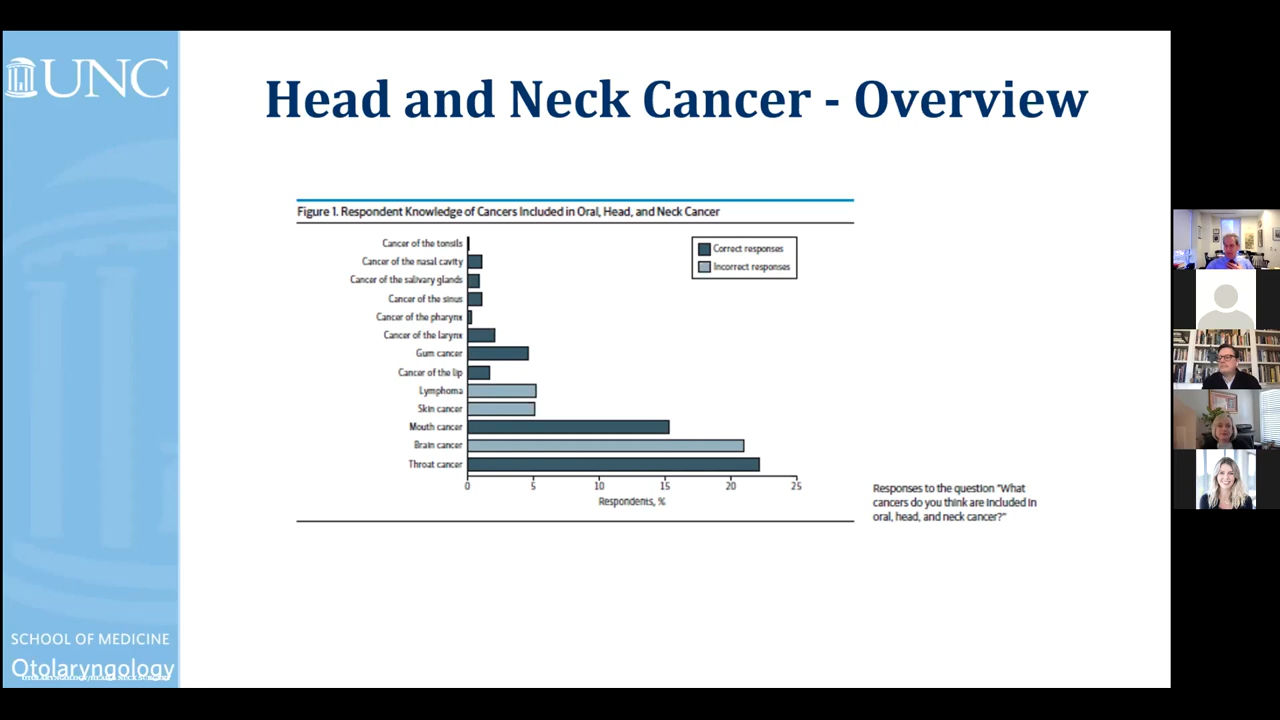 UNC
Head and Neck Cancer - Overview
Figure 1. Respondent Knowledge of Cancers Included in Oral, Head, and Neck Cancer
Cancer of the tonsils
Cancer of the nasal cavity
Cancer of the salivary glands
Cancer of the sinus
Cancer of the pharynx
Cancer of the larynx
Gum cancer
Cancer of the lip
Lymphoma
Skin cancer
Mouth cancer
Brain cancer
Throat cancer
Correct responses
Incorrect responses
0 5 10 15 20 25
Respondents, %
Responses to the question "What
cancers do you think are included in
oral, head, and neck cancer?"
SCHOOL OF MEDICINE
Otolaryngology